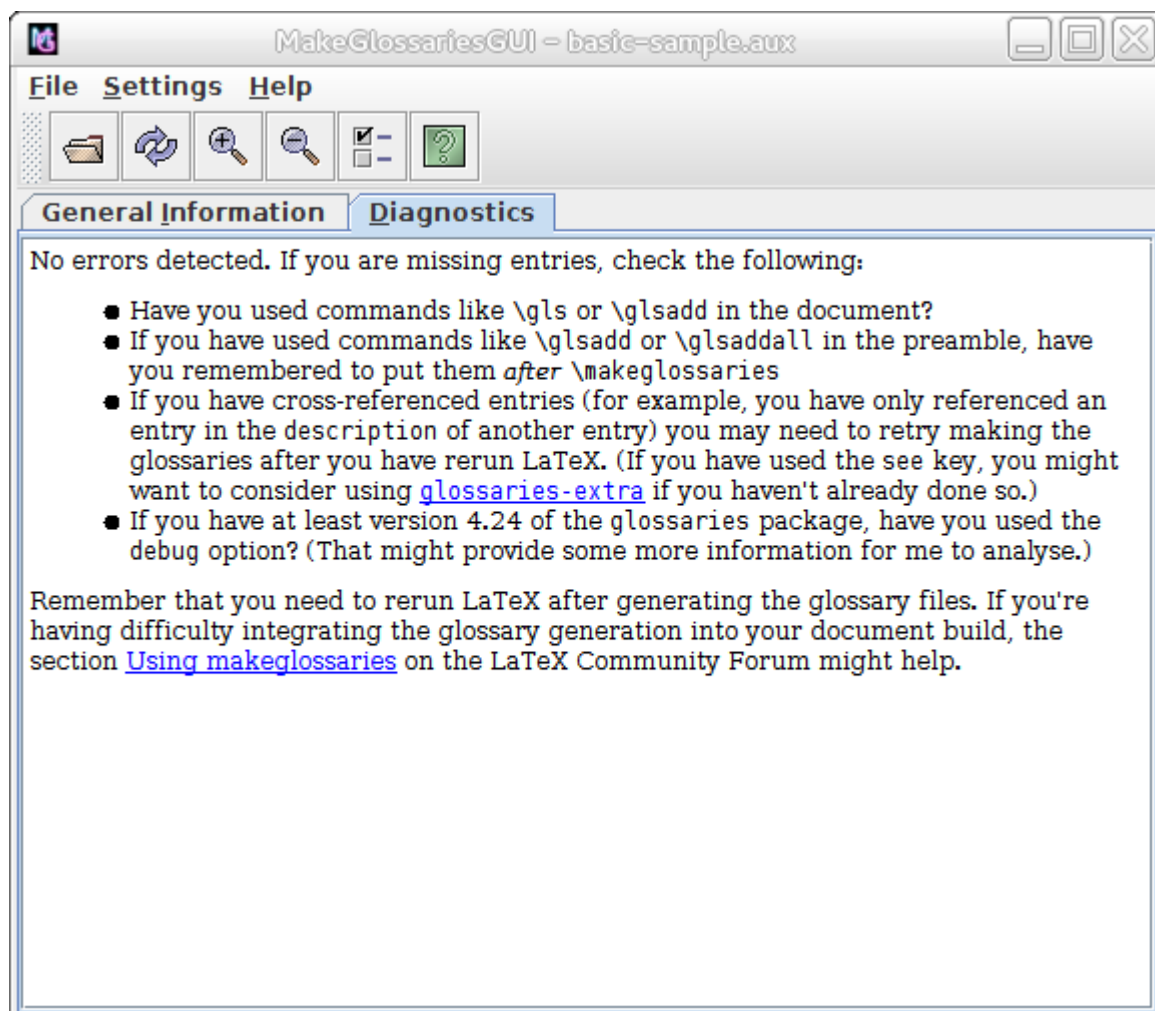 MakeGlossariesGUI – basic-sample.aux
File Settings Help
General Information Diagnostics
No errors detected. If you are missing entries, check the following:
● Have you used commands like \gls or \glsadd in the document?
● If you have used commands like \glsadd or \glsaddall in the preamble, have
you remembered to put them after \makeglossaries
● If you have cross-referenced entries (for example, you have only referenced an
entry in the description of another entry) you may need to retry making the
glossaries after you have rerun LaTeX. (If you have used the see key, you might
want to consider using glossaries-extra if you haven't already done so.)
● If you have at least version 4.24 of the glossaries package, have you used the
debug option? (That might provide some more information for me to analyse.)
Remember that you need to rerun LaTeX after generating the glossary files. If you're
having difficulty integrating the glossary generation into your document build, the
section Using makeglossaries on the LaTeX Community Forum might help.